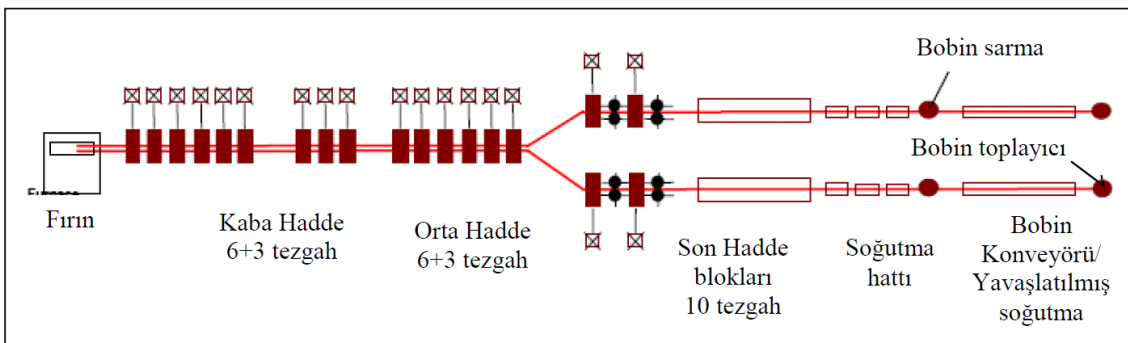 Bobin sarma
Bobin toplayıcı
Fırın
Kaba Hadde
6+3 tezgah
Orta Hadde
6+3 tezgah
Son Hadde
blokları
10 tezgah
Soğutma
hattı
Bobin
Konveyörü/
Yavaşlatılmış
soğutma